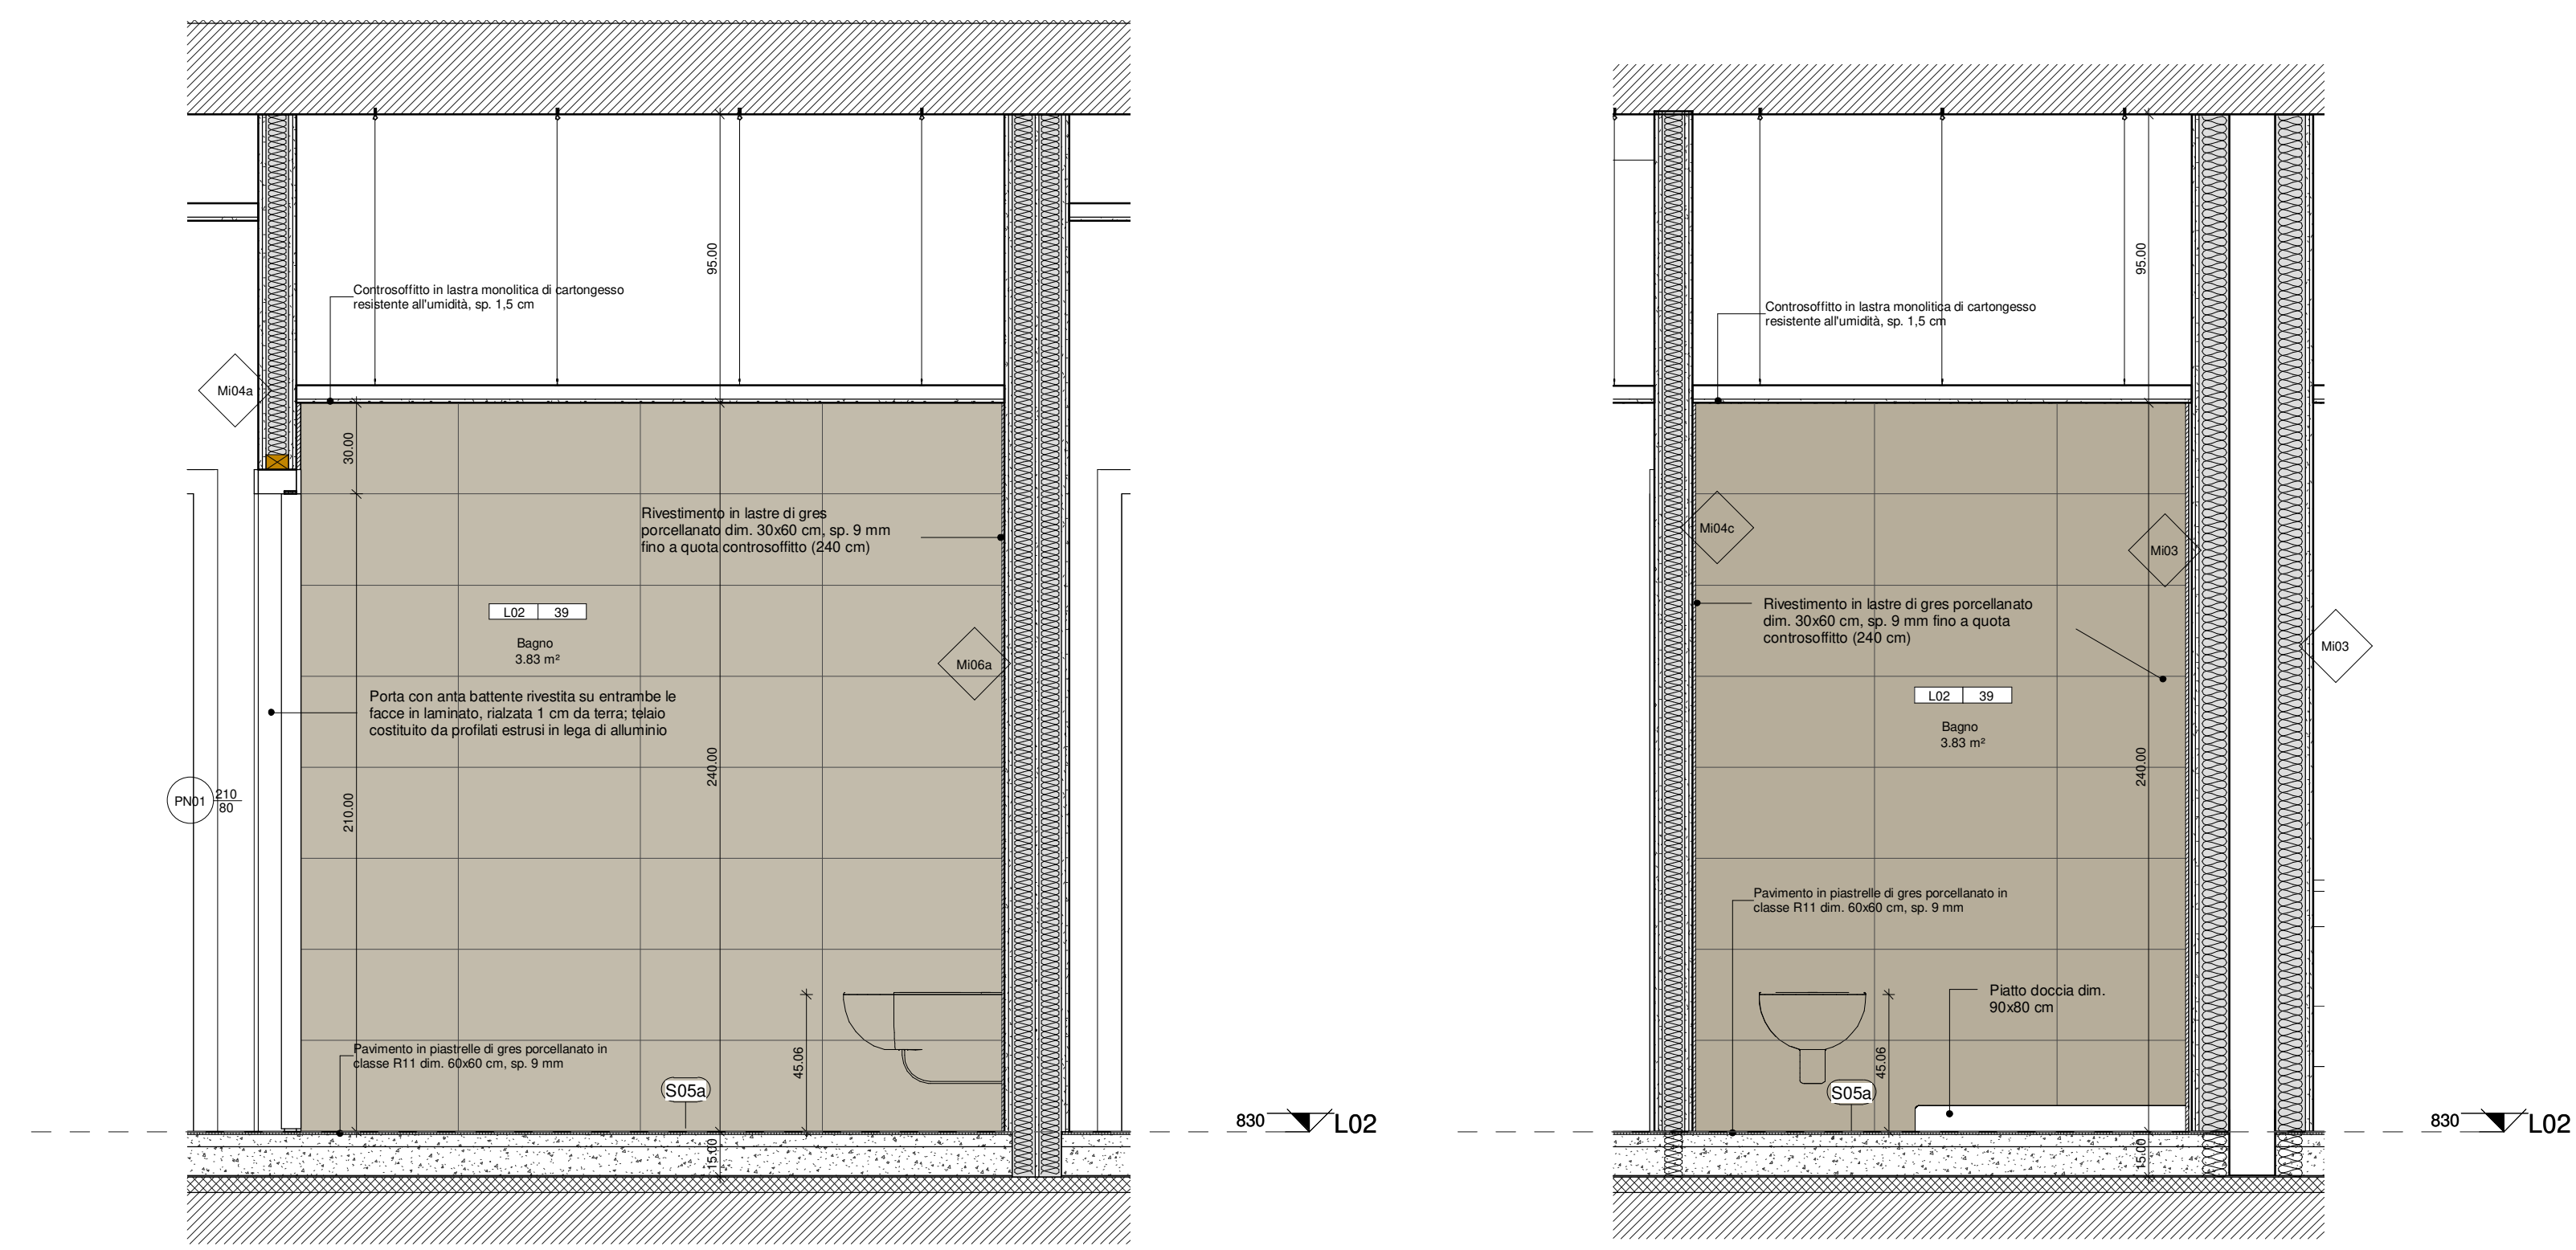 95.00
Controsoffitto in lastra monolitica di cartongesso
resistente all'umidità, sp. 1,5 cm
Mi04a
30.00
Rivestimento in lastre di gres
porcellanato dim. 30x60 cm, sp. 9 mm
fino a quota controsoffitto (240 cm)
L02 39
Bagno
3.83 m²
Mi06a
Porta con anta battente rivestita su entrambe le
facce in laminato, rialzata 1 cm da terra; telaio
costituito da profilati estrusi in lega di alluminio
240.00
PN01
210
80
210.00
Pavimento in piastrelle di gres porcellanato in
classe R11 dim. 60x60 cm, sp. 9 mm
45.06
S05a
15.00
830 L02
95.00
Controsoffitto in lastra monolitica di cartongesso
resistente all'umidità, sp. 1,5 cm
Mi04c
Mi03
Rivestimento in lastre di gres porcellanato
dim. 30x60 cm, sp. 9 mm fino a quota
controsoffitto (240 cm)
Mi03
L02 39
Bagno
3.83 m²
240.00
Pavimento in piastrelle di gres porcellanato in
classe R11 dim. 60x60 cm, sp. 9 mm
Piatto doccia dim.
90x80 cm
45.06
S05a
15.00
830 L02